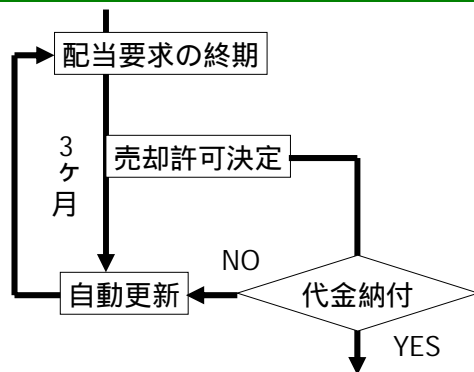 配当要求の終期
3ヶ月
売却許可決定
NO
自動更新
代金納付
YES